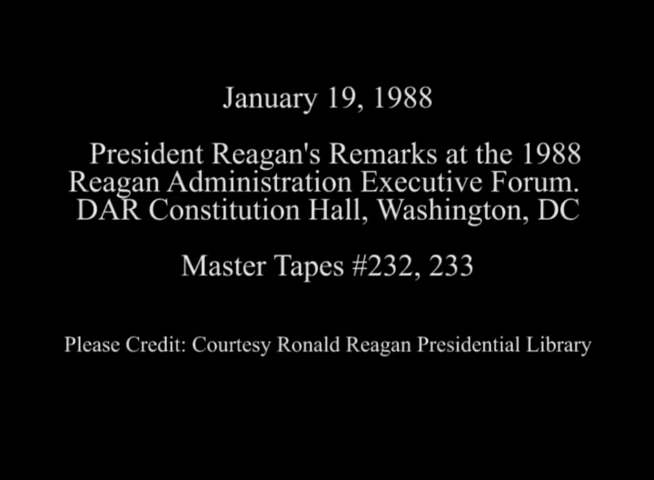 January 19, 1988
President Reagan's Remarks at the 1988
Reagan Administration Executive Forum.
DAR Constitution Hall, Washington, DC
Master Tapes #232, 233
Please Credit: Courtesy Ronald Reagan Presidential Library